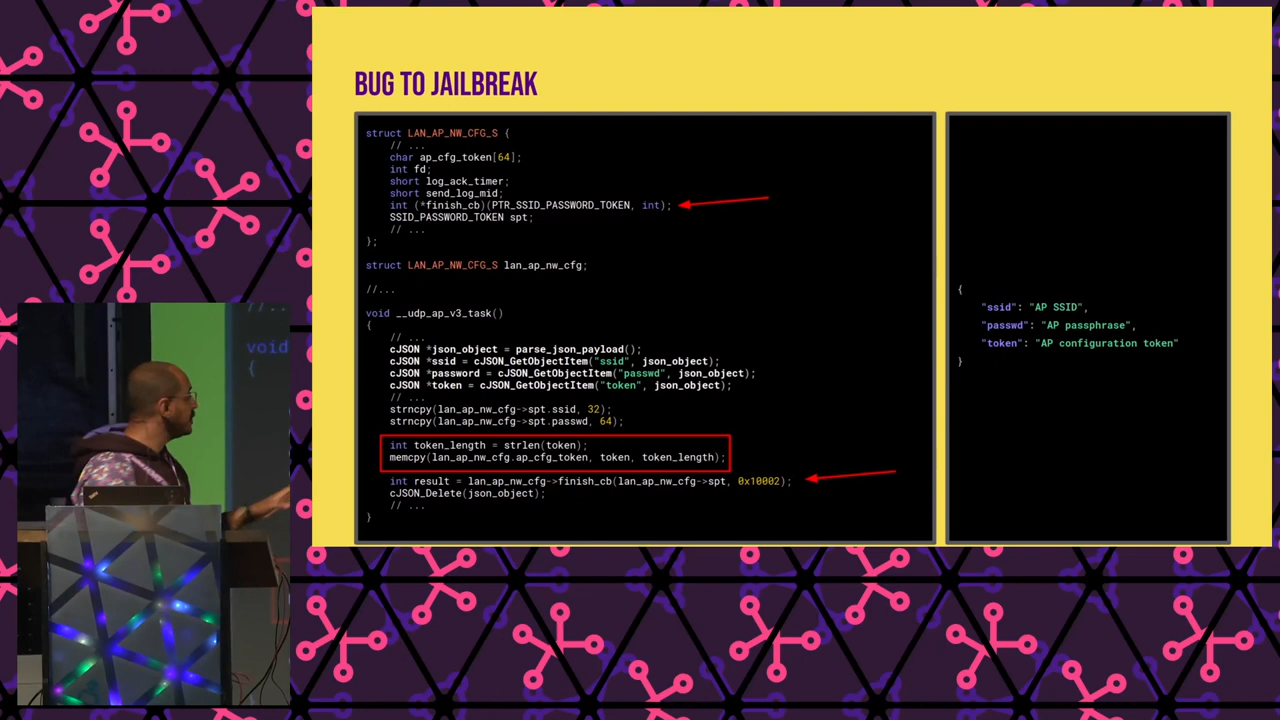 BUG TO JAILBREAK
struct LAN_AP_NW_CFG_S {
// ...
char ap_cfg_token[64];
int fd;
short log_ack_timer;
short send_log_mid;
int (*finish_cb)(PTR_SSID_PASSWORD_TOKEN, int);
SSID_PASSWORD_TOKEN spt;
// ...
};
struct LAN_AP_NW_CFG_S lan_ap_nw_cfg;
//...
void __udp_ap_v3_task()
{
// ...
cJSON *json_object = parse_json_payload();
cJSON *ssid = cJSON_GetObjectItem("ssid", json_object);
cJSON *password = cJSON_GetObjectItem("passwd", json_object);
cJSON *token = cJSON_GetObjectItem("token", json_object);
// ...
strncpy(lan_ap_nw_cfg->spt.ssid, 32);
strncpy(lan_ap_nw_cfg->spt.passwd, 64);
int token_length = strlen(token);
memcpy(lan_ap_nw_cfg.ap_cfg_token, token, token_length);
int result = lan_ap_nw_cfg->finish_cb(lan_ap_nw_cfg->spt, 0x10002);
cJSON_Delete(json_object);
// ...
}
{
"ssid": "AP SSID",
"passwd": "AP passphrase",
"token": "AP configuration token"
}
//..
void
{